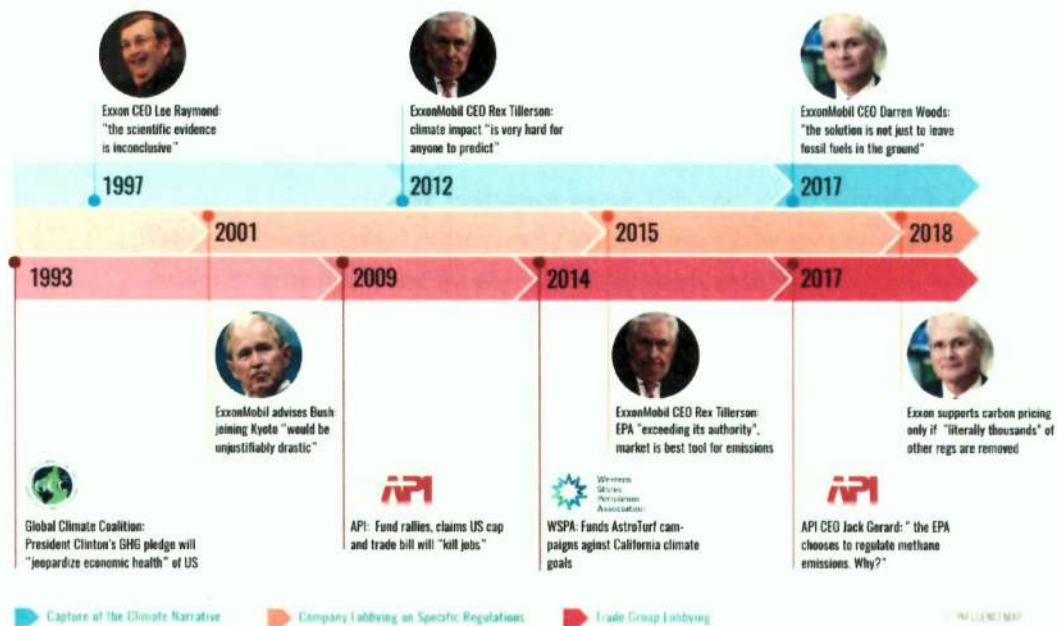 Exxon CEO Lee Raymond:
"the scientific evidence
is inconclusive"
ExxonMobil CEO Rex Tillerson:
climate impact "is very hard for
anyone to predict"
ExxonMobil CEO Darren Woods:
"the solution is not just to leave
fossil fuels in the ground"
1997
2012
2017
2001
2015
2018
1993
2009
2014
2017
ExxonMobil advises Bush
joining Kyoto "would be
unjustifiably drastic"
ExxonMobil CEO Rex Tillerson:
EPA "exceeding its authority",
market is best tool for emissions
Exxon supports carbon pricing
only if "literally thousands" of
other regs are removed
GCC
Global Climate Coalition:
President Clinton's GHG pledge will
"jeopardize economic health" of US
API
API: Fund rallies, claims US cap
and trade bill will "kill jobs"
Western
States
Petroleum
Association
WSPA: Funds AstroTurf cam-
paigns against California climate
goals
API
API CEO Jack Gerard: " the EPA
chooses to regulate methane
emissions. Why?"
Capture of the Climate Narrative
Company Lobbying on Specific Regulations
Trade Group Lobbying
INFLUENCEMAP